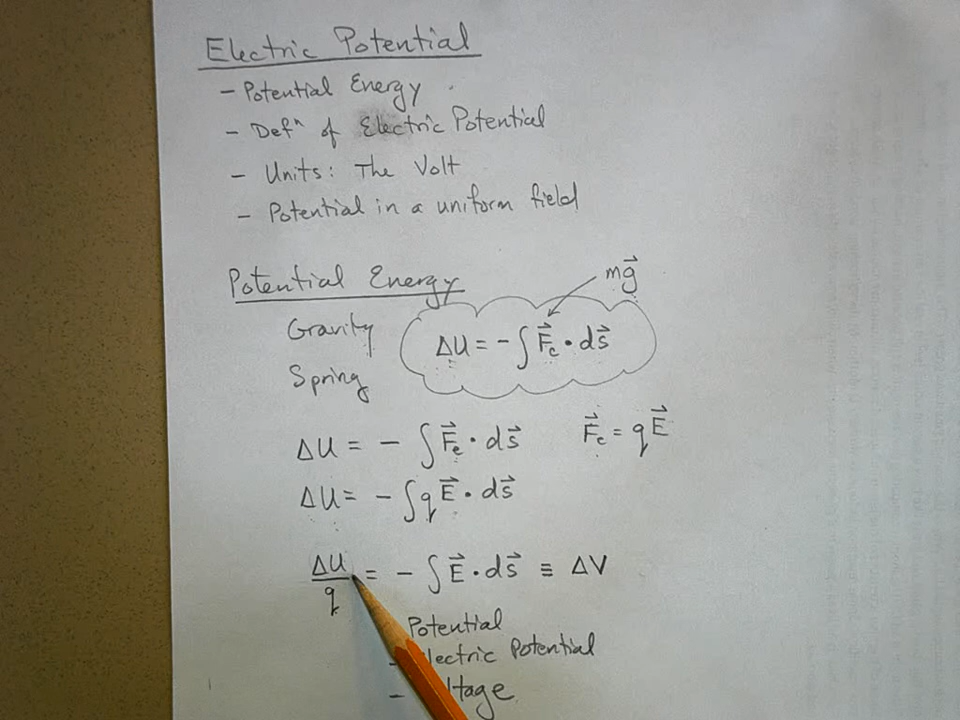 Electric Potential
- Potential Energy
- Defⁿ of Electric Potential
- Units: The Volt
- Potential in a uniform field
Potential Energy
mg⃗
Gravity
ΔU = - ∫ F⃗c · ds⃗
Spring
ΔU = - ∫ F⃗e · ds⃗ F⃗e = qE⃗
ΔU = - ∫ qE⃗ · ds⃗
ΔU/q = - ∫ E⃗ · ds⃗ ≡ ΔV
Potential
- Electric Potential